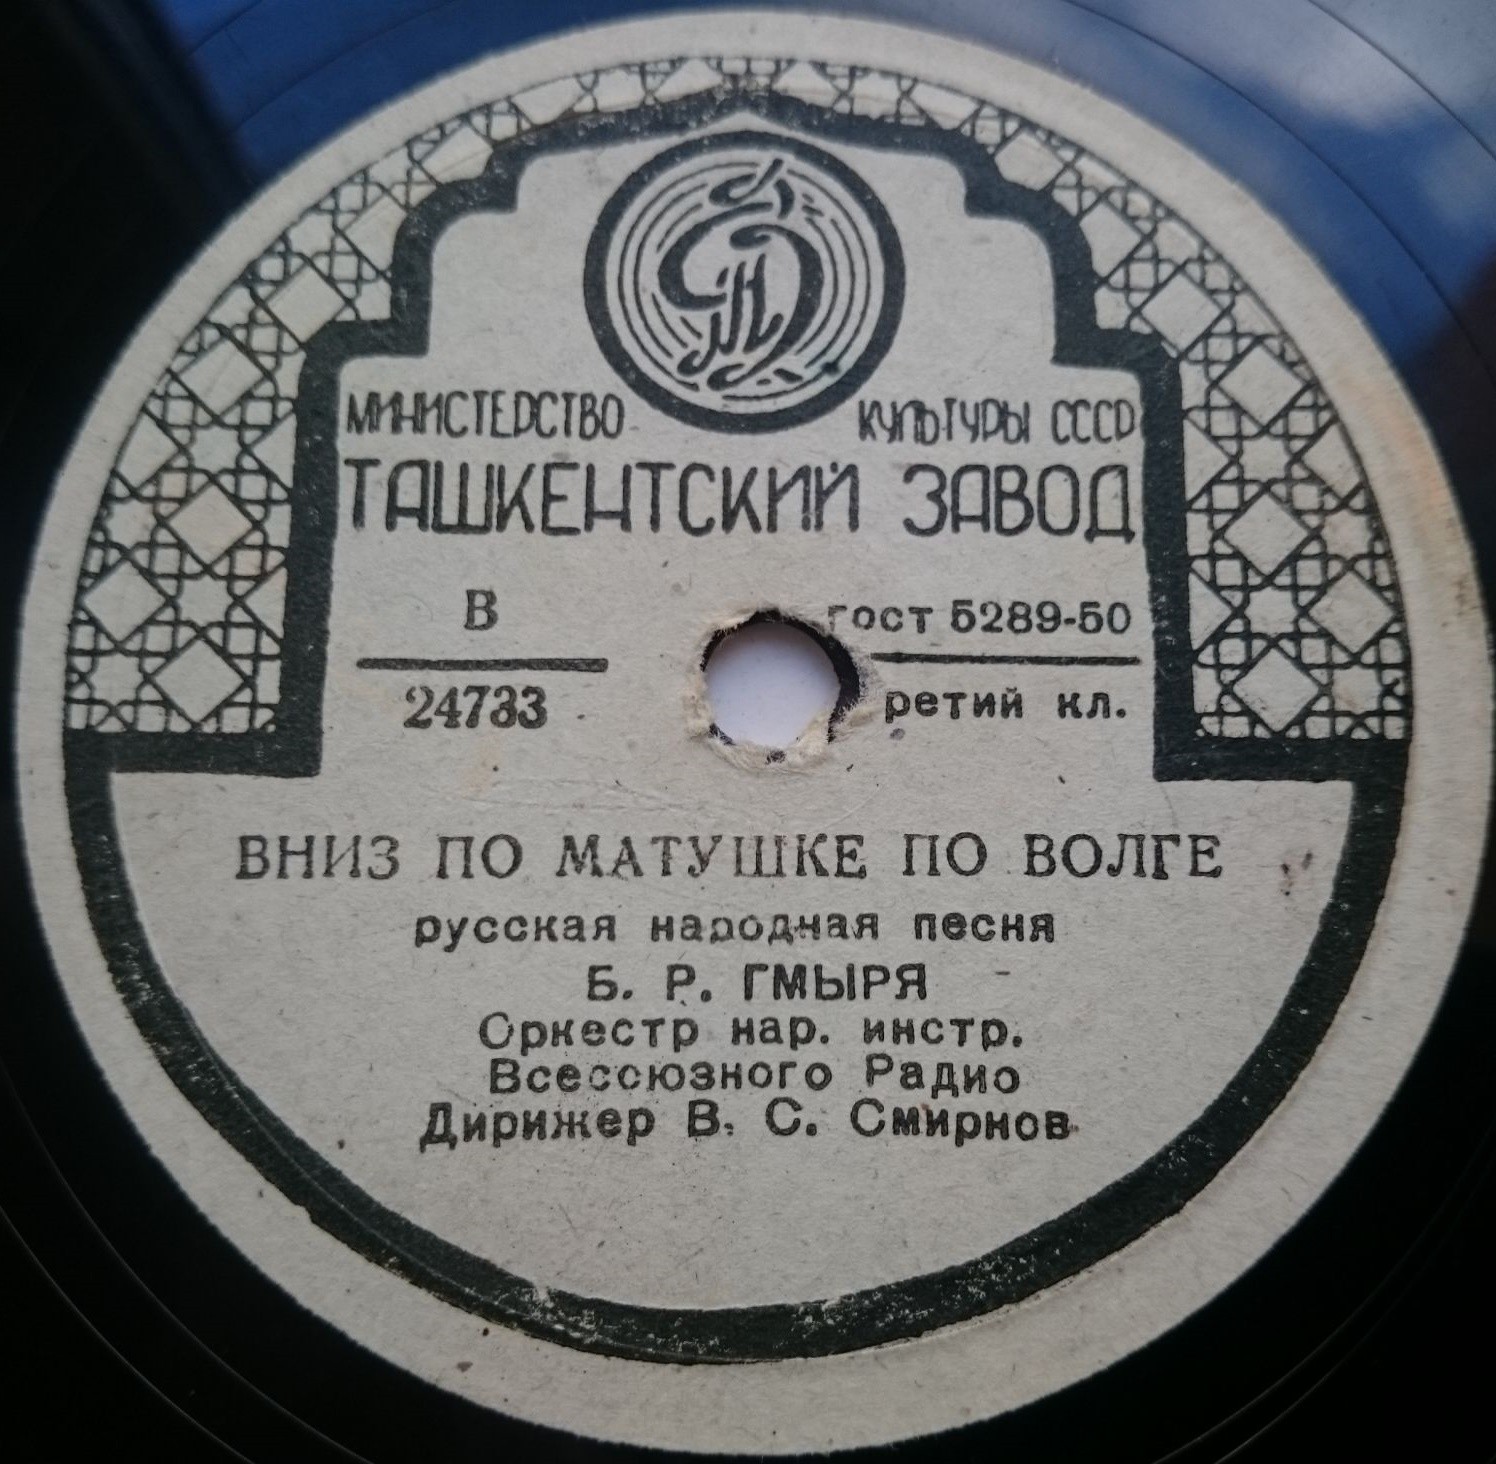 МИНИСТЕРСТВО КУЛЬТУРЫ СССР
ТАШКЕНТСКИЙ ЗАВОД
В ГОСТ 5289-50
24733 ретий кл.
ВНИЗ ПО МАТУШКЕ ПО ВОЛГЕ
русская народная песня
Б. Р. ГМЫРЯ
Оркестр нар. инстр.
Всесоюзного Радио
Дирижер В. С. Смирнов